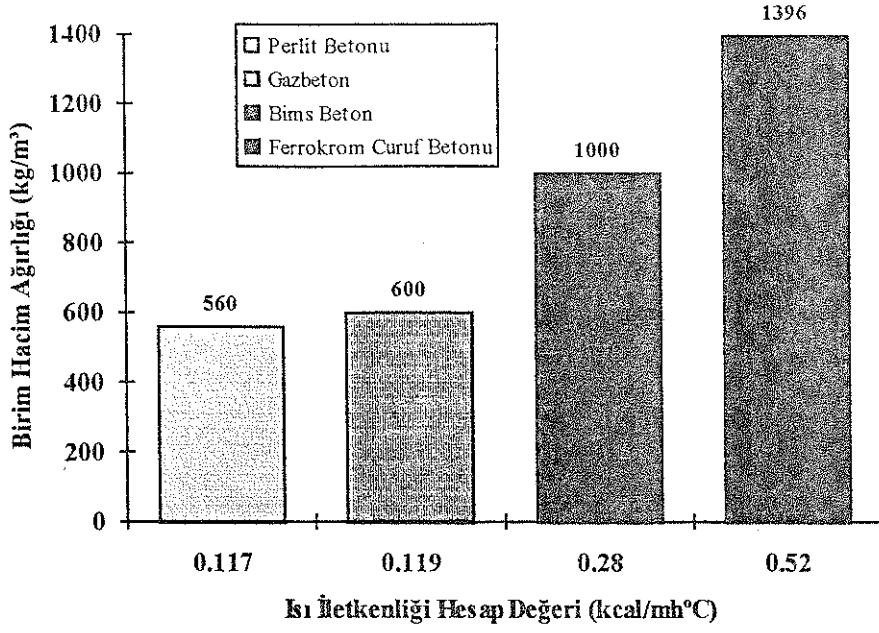 1396
1400
1200
1000
800
600
400
200
0
Birim Hacim Ağırlığı (kg/m³)
Perlit Betonu
Gazbeton
Bims Beton
Ferrokrom Curuf Betonu
560
600
1000
0.117
0.119
0.28
0.52
Isı İletkenliği Hesap Değeri (kcal/mhºC)